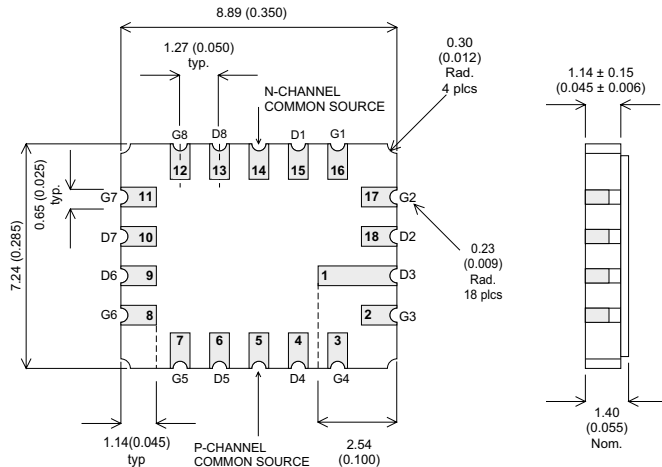 8.89 (0.350)
1.27 (0.050)
typ.
0.30
(0.012)
Rad.
4 plcs
1.14 ± 0.15
(0.045 ± 0.006)
N-CHANNEL
COMMON SOURCE
G8 D8 D1 G1
12 13 14 15 16
0.65 (0.025)
typ.
7.24 (0.285)
G7 11 17 G2
D7 10 18 D2
D6 9 1 D3
G6 8 2 G3
0.23
(0.009)
Rad.
18 plcs
7 6 5 4 3
G5 D5 D4 G4
1.14(0.045)
typ
P-CHANNEL
COMMON SOURCE
2.54
(0.100)
1.40
(0.055)
Nom.